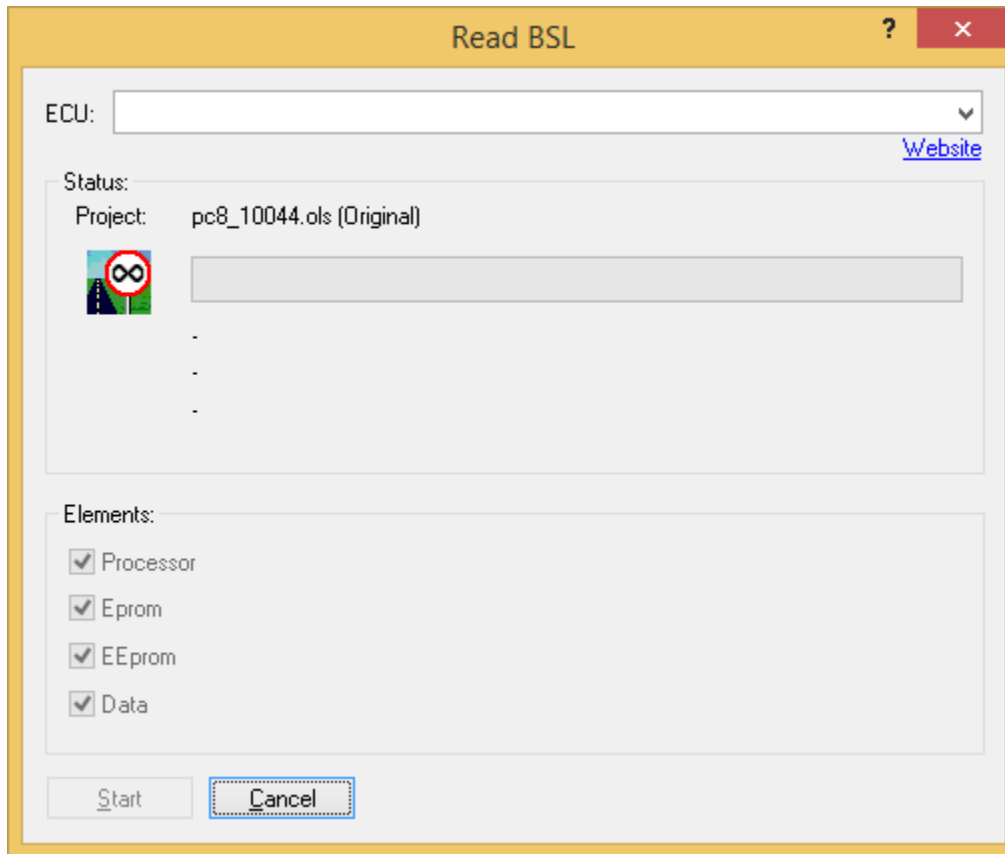 Read BSL
?
ECU:
Website
Status:
Project: pc8_10044.ols (Original)
-
-
-
Elements:
Processor
Eprom
EEprom
Data
Start Cancel